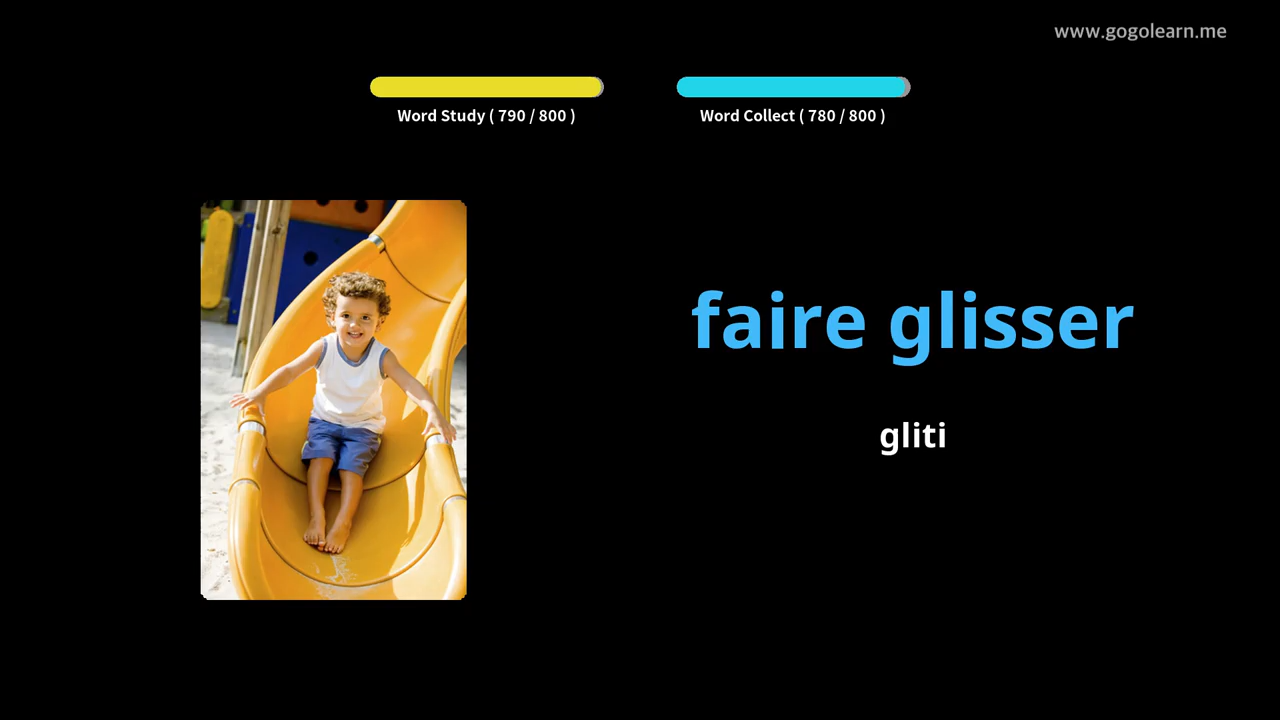 www.gogolearn.me
Word Study ( 790 / 800 )
Word Collect ( 780 / 800 )
faire glisser
gliti